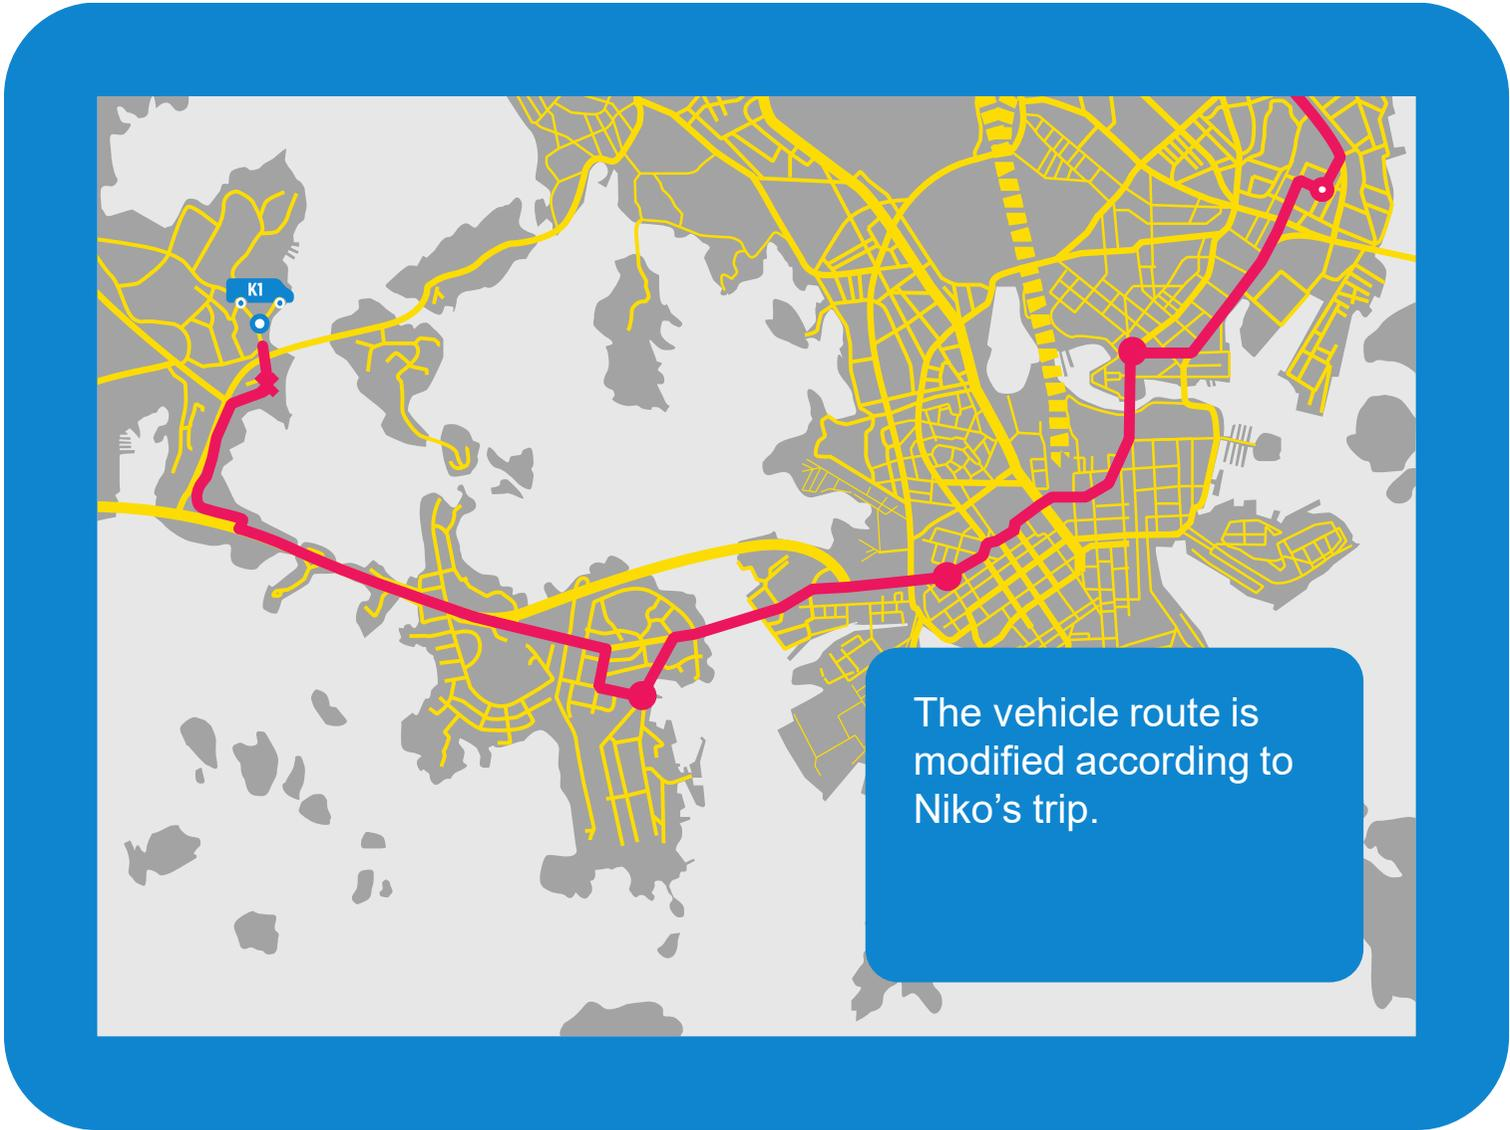 K1
The vehicle route is
modified according to
Niko’s trip.